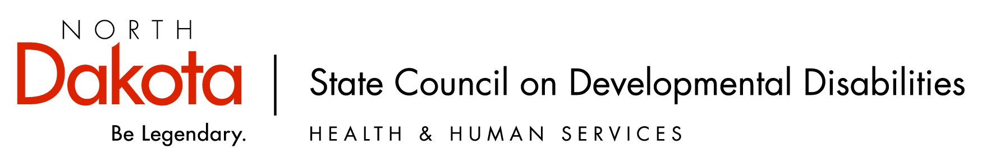 NORTH
Dakota
Be Legendary.
State Council on Developmental Disabilities
HEALTH & HUMAN SERVICES